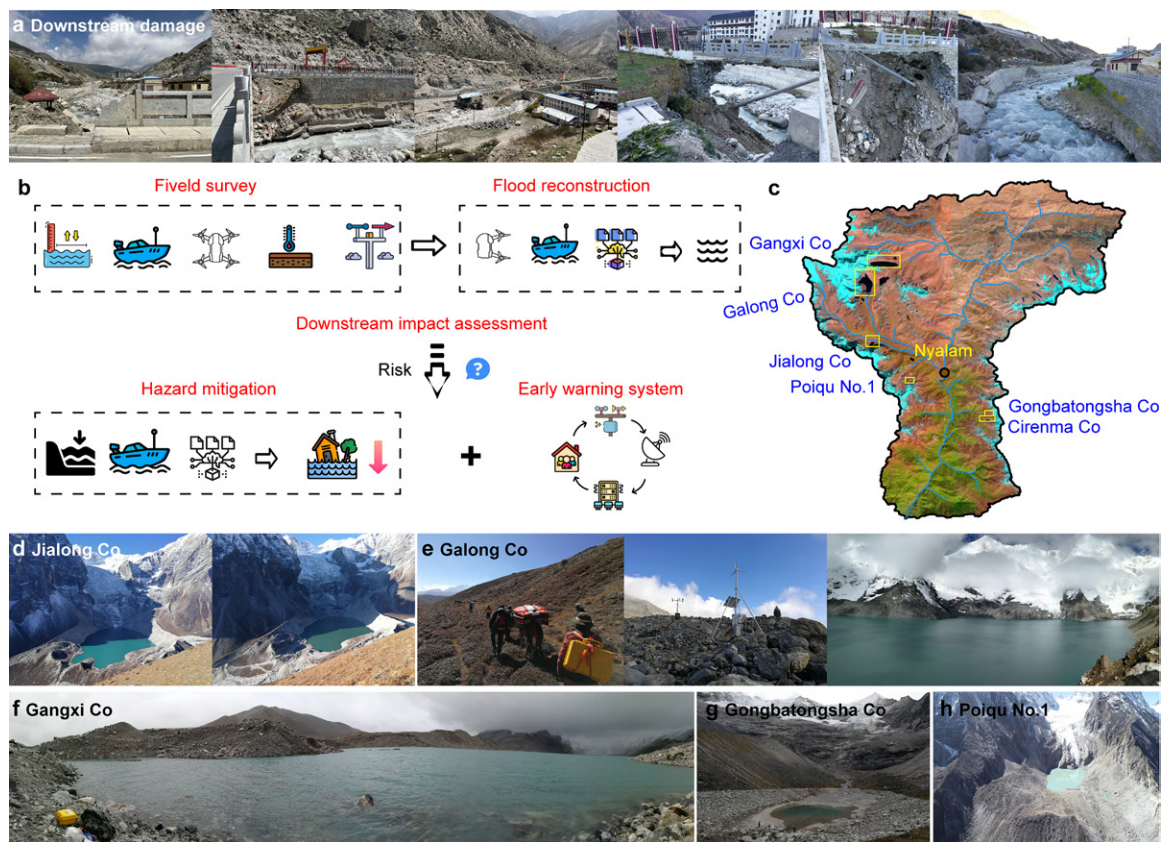 a Downstream damage
b
Fiveld survey
Flood reconstruction
Downstream impact assessment
Risk
?
Hazard mitigation
Early warning system
c
Gangxi Co
Galong Co
Jialong Co
Nyalam
Poiqu No.1
Gongbatongsha Co
Cirenma Co
d Jialong Co
e Galong Co
f Gangxi Co
g Gongbatongsha Co
h Poiqu No.1